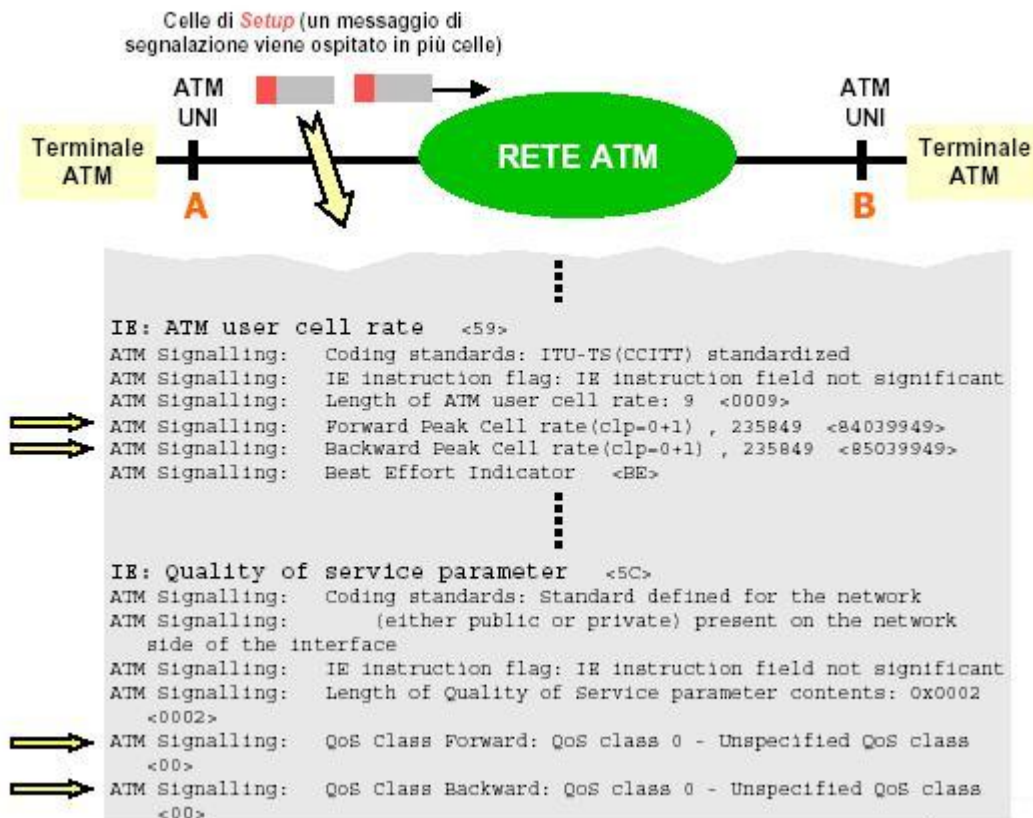 Celle di Setup (un messaggio di
segnalazione viene ospitato in più celle)
ATM
UNI
ATM
UNI
Terminale
ATM
RETE ATM
Terminale
ATM
A
B
IE: ATM user cell rate <59>
ATM Signalling: Coding standards: ITU-TS(CCITT) standardized
ATM Signalling: IE instruction flag: IE instruction field not significant
ATM Signalling: Length of ATM user cell rate: 9 <0009>
ATM Signalling: Forward Peak Cell rate(clp=0+1) , 235849 <84039949>
ATM Signalling: Backward Peak Cell rate(clp=0+1) , 235849 <85039949>
ATM Signalling: Best Effort Indicator <BE>
IE: Quality of service parameter <5C>
ATM Signalling: Coding standards: Standard defined for the network
ATM Signalling: (either public or private) present on the network
side of the interface
ATM Signalling: IE instruction flag: IE instruction field not significant
ATM Signalling: Length of Quality of Service parameter contents: 0x0002
<0002>
ATM Signalling: QoS Class Forward: QoS class 0 - Unspecified QoS class
<00>
ATM Signalling: QoS Class Backward: QoS class 0 - Unspecified QoS class
<00>